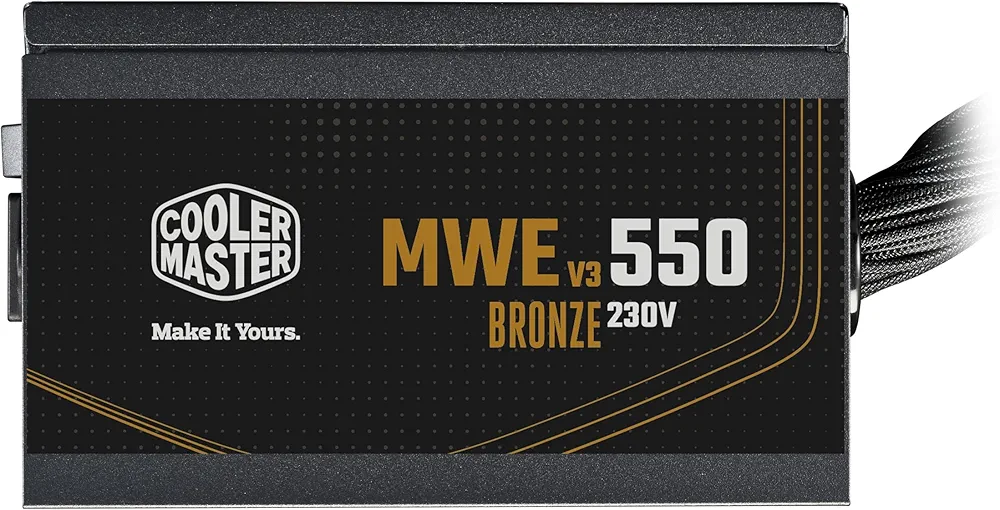 COOLER
MASTER
Make It Yours.
MWE V3 550
BRONZE 230V